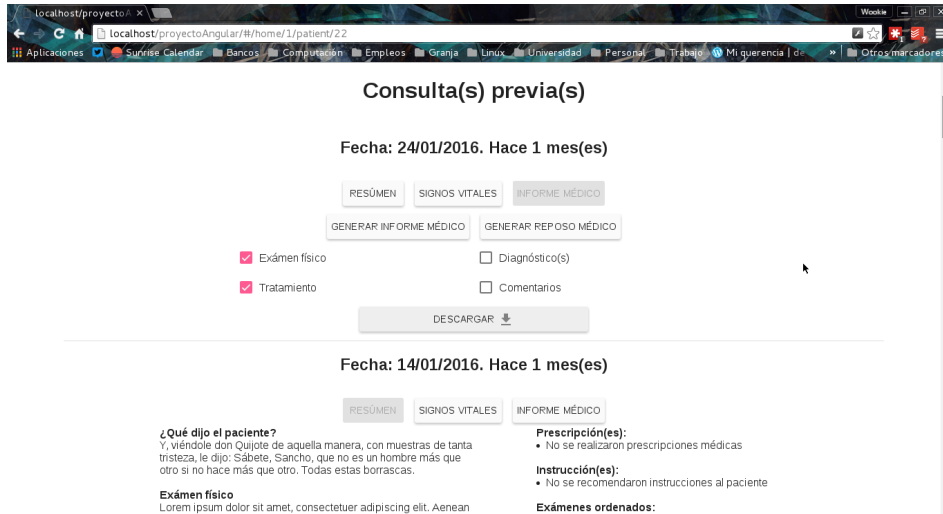 localhost/proyectoA
Wookie
localhost/proyectoAngular/#/home/1/patient/22
Aplicaciones Sunrise Calendar Bancos Computación Empleos Granja Linux Universidad Personal Trabajo Mi querencia | de » Otros marcadores
Consulta(s) previa(s)
Fecha: 24/01/2016. Hace 1 mes(es)
RESÚMEN SIGNOS VITALES INFORME MÉDICO
GENERAR INFORME MÉDICO GENERAR REPOSO MÉDICO
Exámen físico Diagnóstico(s)
Tratamiento Comentarios
DESCARGAR
Fecha: 14/01/2016. Hace 1 mes(es)
RESÚMEN SIGNOS VITALES INFORME MÉDICO
¿Qué dijo el paciente?
Y, viéndole don Quijote de aquella manera, con muestras de tanta
tristeza, le dijo: Sábete, Sancho, que no es un hombre más que
otro si no hace más que otro. Todas estas borrascas.
Exámen físico
Lorem ipsum dolor sit amet, consectetuer adipiscing elit. Aenean
Prescripción(es):
• No se realizaron prescripciones médicas
Instrucción(es):
• No se recomendaron instrucciones al paciente
Exámenes ordenados: